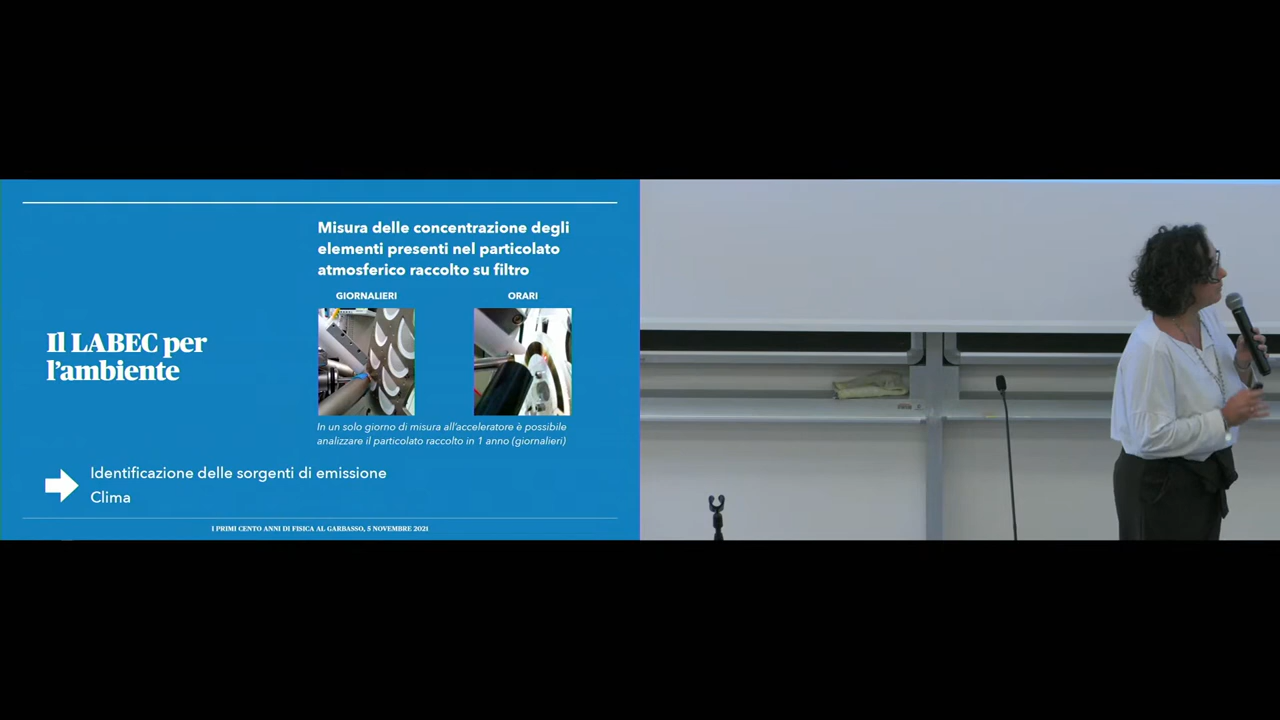 Misura delle concentrazione degli
elementi presenti nel particolato
atmosferico raccolto su filtro
GIORNALIERI
ORARI
Il LABEC per
l'ambiente
In un solo giorno di misura all'acceleratore è possibile
analizzare il particolato raccolto in 1 anno (giornalieri)
Identificazione delle sorgenti di emissione
Clima
I PRIMI CENTO ANNI DI FISICA AL GARBASSO, 5 NOVEMBRE 2021